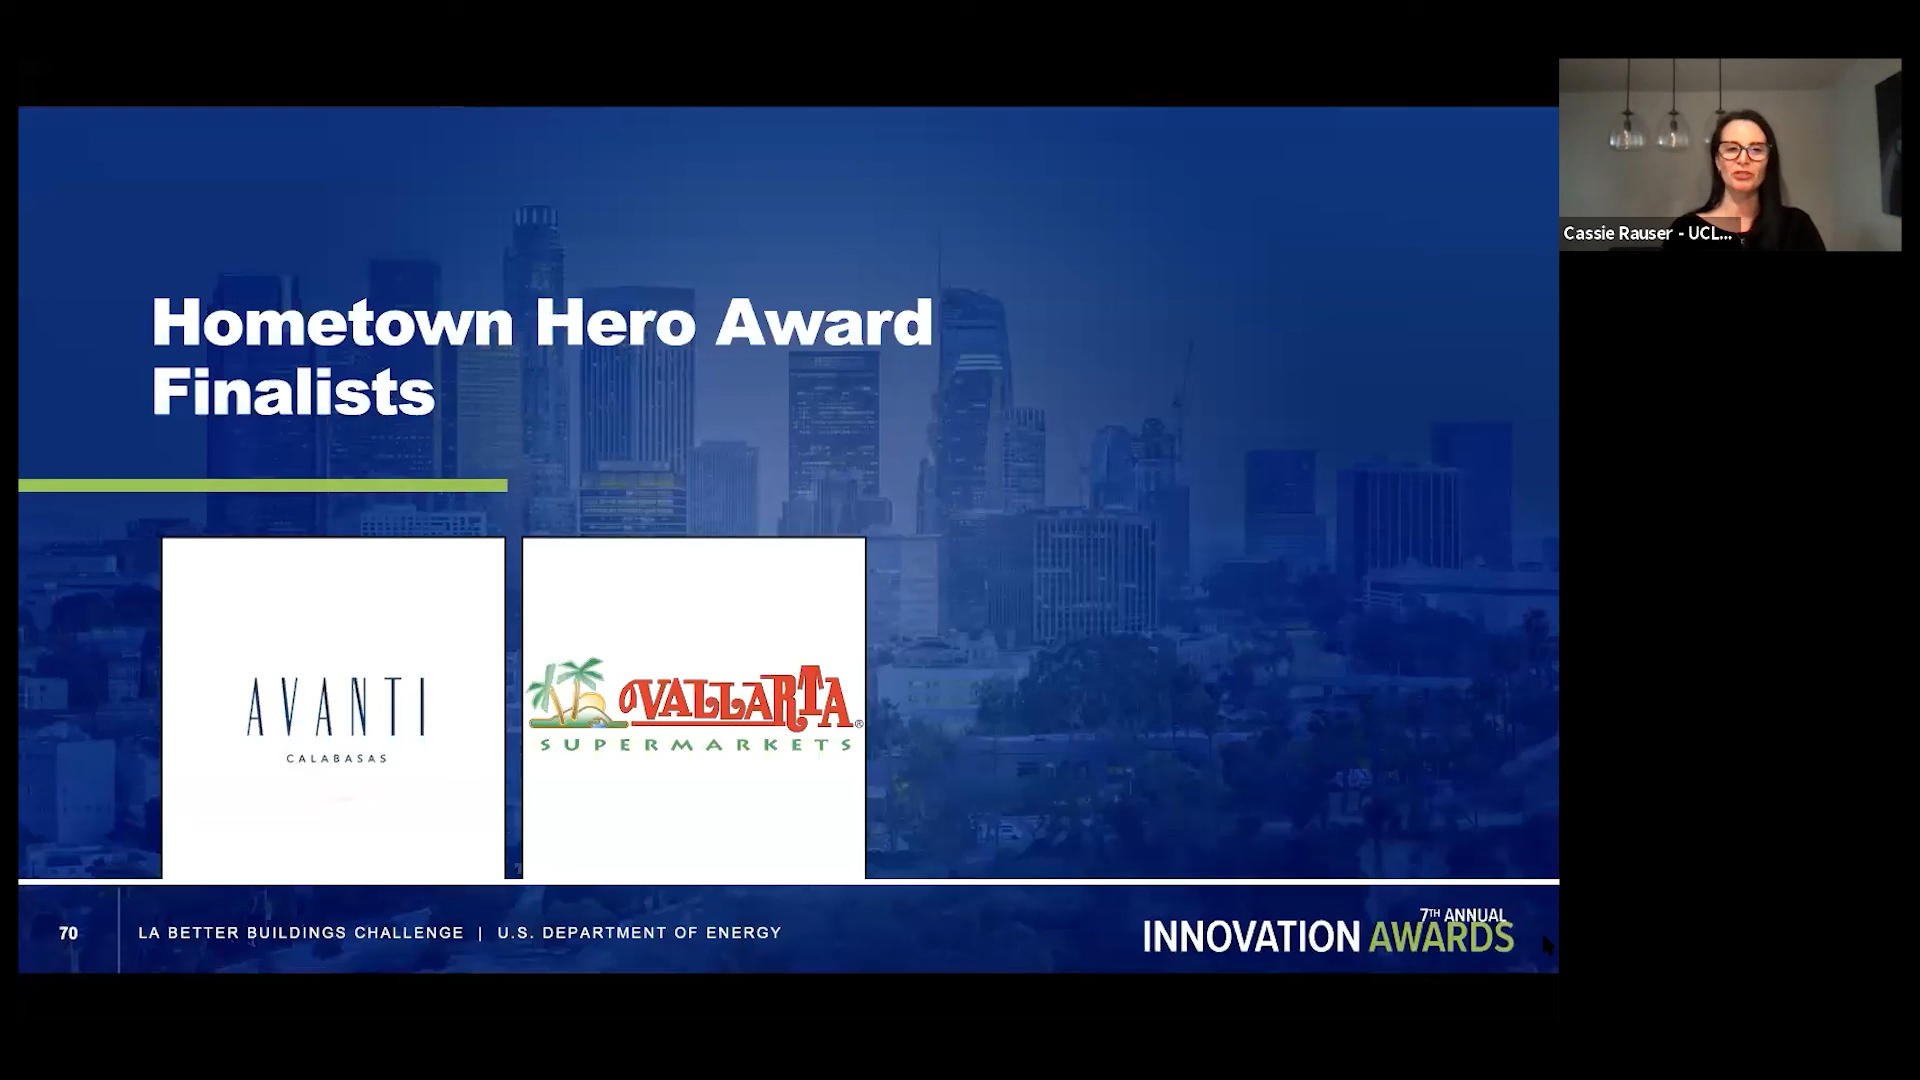 Cassie Rauser - UCL...
Hometown Hero Award
Finalists
AVANTI
CALABASAS
VALLARTA®
SUPERMARKETS
70
LA BETTER BUILDINGS CHALLENGE | U.S. DEPARTMENT OF ENERGY
7TH ANNUAL
INNOVATION AWARDS